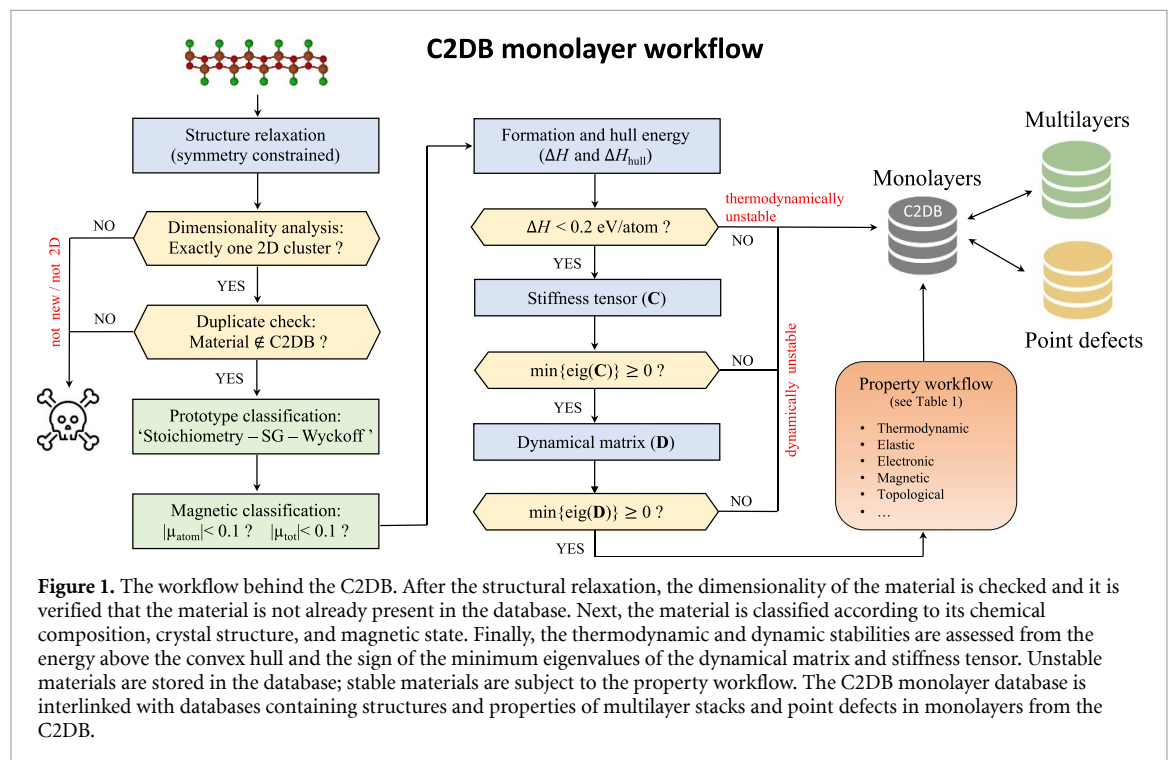 C2DB monolayer workflow
Structure relaxation
(symmetry constrained)
NO
Dimensionality analysis:
Exactly one 2D cluster ?
not new / not 2D
YES
NO
Duplicate check:
Material ∉ C2DB ?
YES
Prototype classification:
‘Stoichiometry – SG – Wyckoff ’
Magnetic classification:
|μatom|< 0.1 ? |μtot|< 0.1 ?
Formation and hull energy
(ΔH and ΔHhull)
thermodynamically
unstable
ΔH < 0.2 eV/atom ?
NO
YES
Stiffness tensor (C)
min{eig(C)} ≥ 0 ?
NO
dynamically unstable
YES
Dynamical matrix (D)
min{eig(D)} ≥ 0 ?
NO
YES
Monolayers
C2DB
Multilayers
Point defects
Property workflow
(see Table 1)
• Thermodynamic
• Elastic
• Electronic
• Magnetic
• Topological
• …
Figure 1. The workflow behind the C2DB. After the structural relaxation, the dimensionality of the material is checked and it is
verified that the material is not already present in the database. Next, the material is classified according to its chemical
composition, crystal structure, and magnetic state. Finally, the thermodynamic and dynamic stabilities are assessed from the
energy above the convex hull and the sign of the minimum eigenvalues of the dynamical matrix and stiffness tensor. Unstable
materials are stored in the database; stable materials are subject to the property workflow. The C2DB monolayer database is
interlinked with databases containing structures and properties of multilayer stacks and point defects in monolayers from the
C2DB.